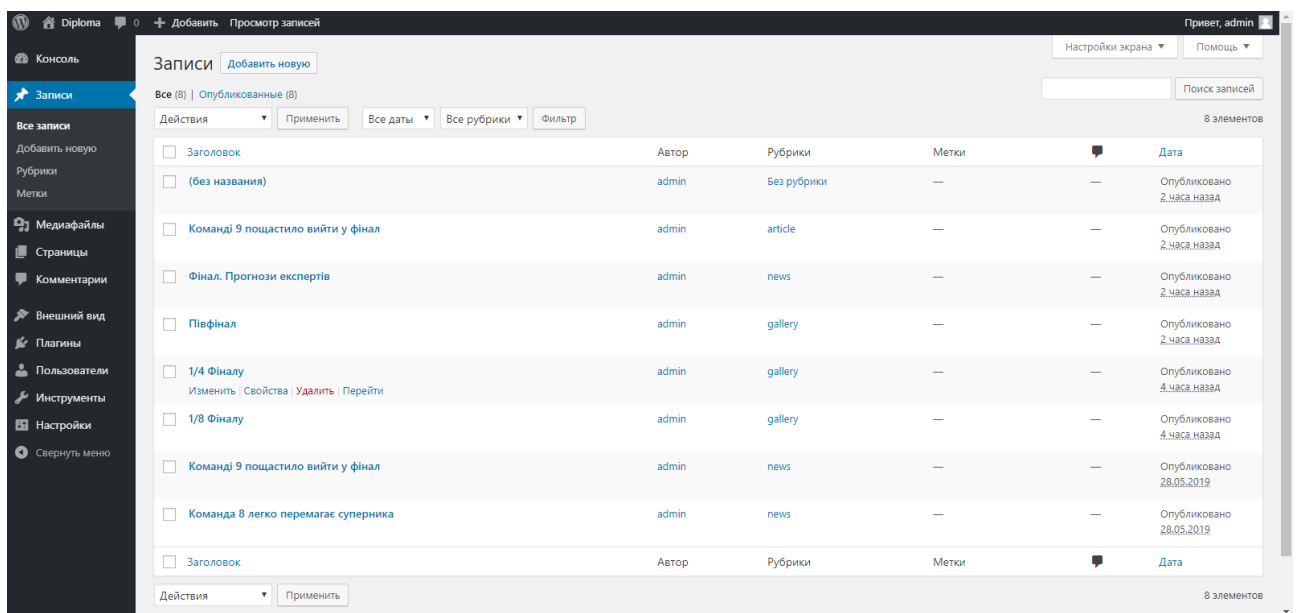 Diploma 0 Добавить Просмотр записей Привет, admin
Настройки экрана ▼ Помощь ▼
Консоль
Записи
Все записи
Добавить новую
Рубрики
Метки
Медиафайлы
Страницы
Комментарии
Внешний вид
Плагины
Пользователи
Инструменты
Настройки
Свернуть меню
Записи Добавить новую
Все (8) | Опубликованные (8)
Поиск записей
Действия Применить Все даты Все рубрики Фильтр 8 элементов
Заголовок Автор Рубрики Метки Дата
(без названия) admin Без рубрики — — Опубликовано
2 часа назад
Команді 9 пощастило вийти у фінал admin article — — Опубликовано
2 часа назад
Фінал. Прогнози експертів admin news — — Опубликовано
2 часа назад
Півфінал admin gallery — — Опубликовано
2 часа назад
1/4 Фіналу admin gallery — — Опубликовано
Изменить | Свойства | Удалить | Перейти 4 часа назад
1/8 Фіналу admin gallery — — Опубликовано
4 часа назад
Команді 9 пощастило вийти у фінал admin news — — Опубликовано
28.05.2019
Команда 8 легко перемагає суперника admin news — — Опубликовано
28.05.2019
Заголовок Автор Рубрики Метки Дата
Действия Применить 8 элементов